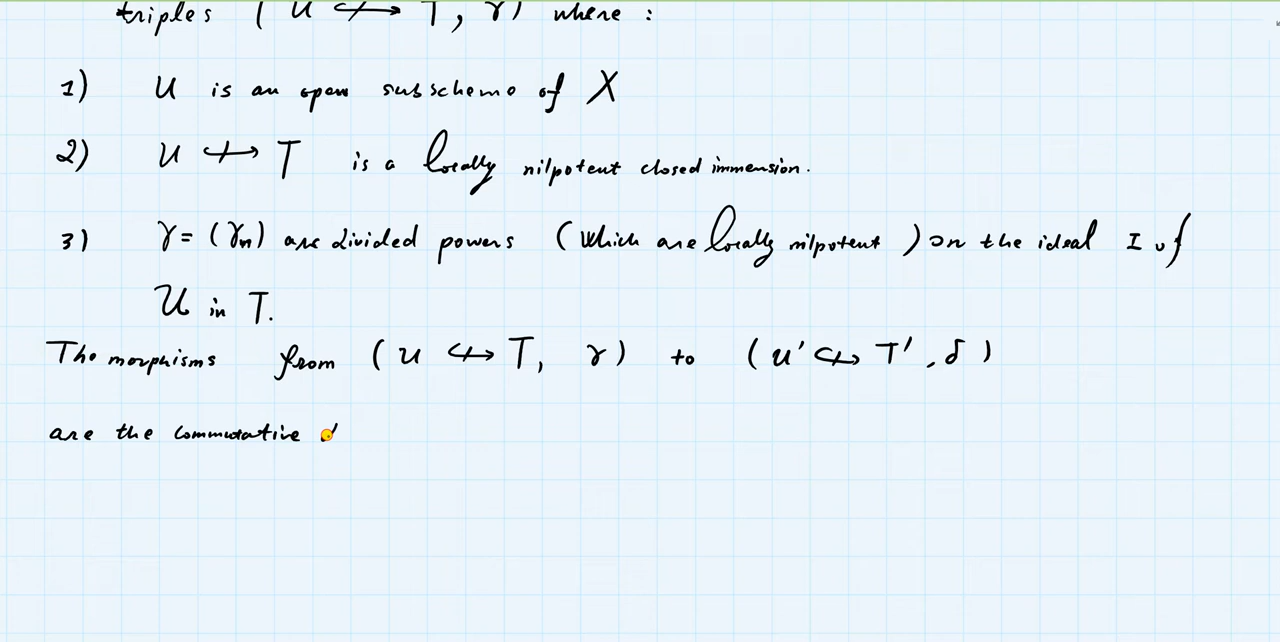 triples ( U ↪ T, γ) where :
1) U is an open subscheme of X
2) U ↪ T is a locally nilpotent closed immension.
3) γ = (γn) are divided powers (which are locally nilpotent) on the ideal I of
U in T.
The morphisms from (U ↪ T, γ) to (U' ↪ T', δ)
are the commutative d